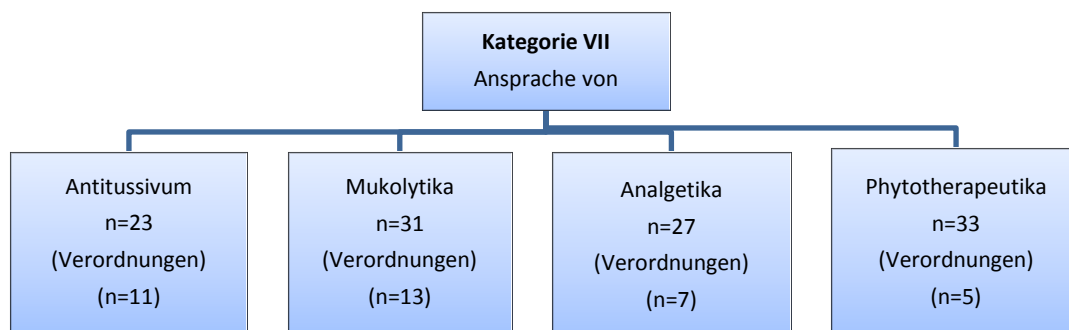 Kategorie VII
Ansprache von
Antitussivum
n=23
(Verordnungen)
(n=11)
Mukolytika
n=31
(Verordnungen)
(n=13)
Analgetika
n=27
(Verordnungen)
(n=7)
Phytotherapeutika
n=33
(Verordnungen)
(n=5)